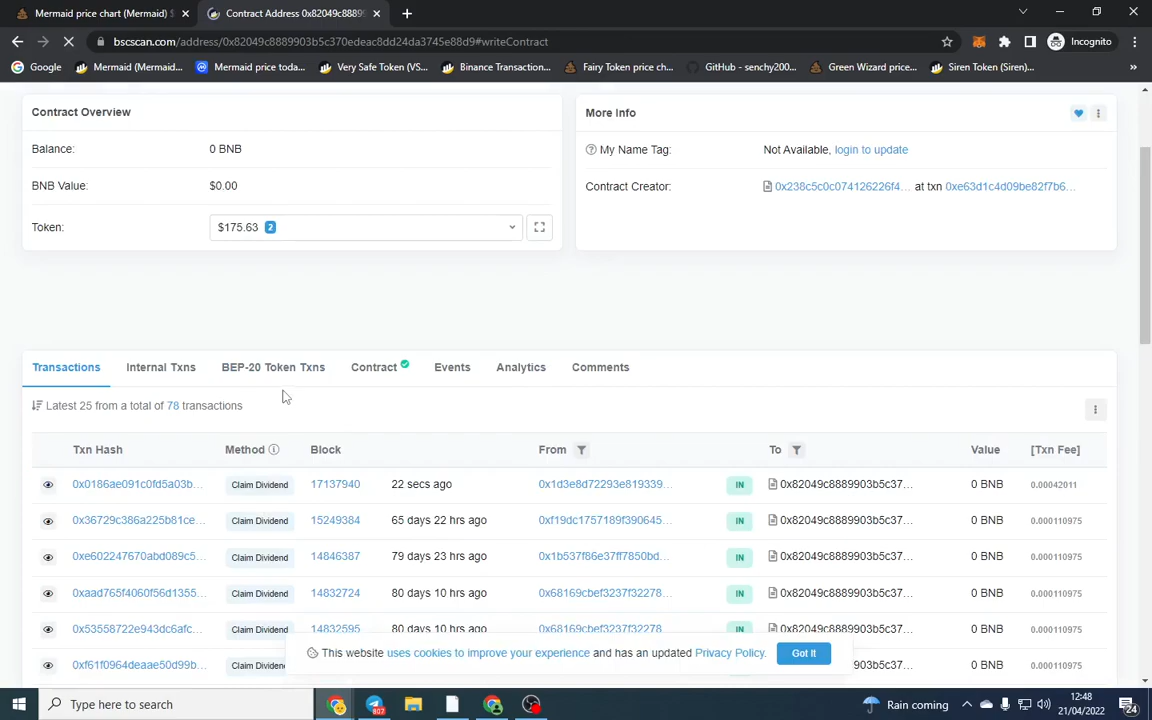 Mermaid price chart (Mermaid) $
Contract Address 0x82049c8889
bscscan.com/address/0x82049c8889903b5c370edeac8dd24da3745e88d9#writeContract
Incognito
Google
Mermaid (Mermaid...
Mermaid price toda...
Very Safe Token (VS...
Binance Transaction...
Fairy Token price ch...
GitHub - senchy200...
Green Wizard price...
Siren Token (Siren)...
Contract Overview
Balance: 0 BNB
BNB Value: $0.00
Token: $175.63 2
More Info
My Name Tag: Not Available, login to update
Contract Creator: 0x238c5c0c074126226f4... at txn 0xe63d1c4d09be82f7b6...
Transactions Internal Txns BEP-20 Token Txns Contract Events Analytics Comments
Latest 25 from a total of 78 transactions
Txn Hash Method Block From To Value [Txn Fee]
0x0186ae091c0fd5a03b... Claim Dividend 17137940 22 secs ago 0x1d3e8d72293e819339... IN 0x82049c8889903b5c37... 0 BNB 0.00042011
0x36729c386a225b81ce... Claim Dividend 15249384 65 days 22 hrs ago 0xf19dc1757189f390645... IN 0x82049c8889903b5c37... 0 BNB 0.000110975
0xe602247670abd089c5... Claim Dividend 14846387 79 days 23 hrs ago 0x1b537f86e37ff7850bd... IN 0x82049c8889903b5c37... 0 BNB 0.000110975
0xaad765f4060f56d1355... Claim Dividend 14832724 80 days 10 hrs ago 0x68169cbef3237f32278... IN 0x82049c8889903b5c37... 0 BNB 0.000110975
0x53558722e943dc6afc... Claim Dividend 14832595 80 days 10 hrs ago 0x68169cbef3237f32278 IN 0x82049c8889903b5c37... 0 BNB 0.000110975
0xf61f0964deaae50d99b... Claim 0 BNB 0.000110975
This website uses cookies to improve your experience and has an updated Privacy Policy. Got It
Type here to search
807
Rain coming
12:48
21/04/2022
24